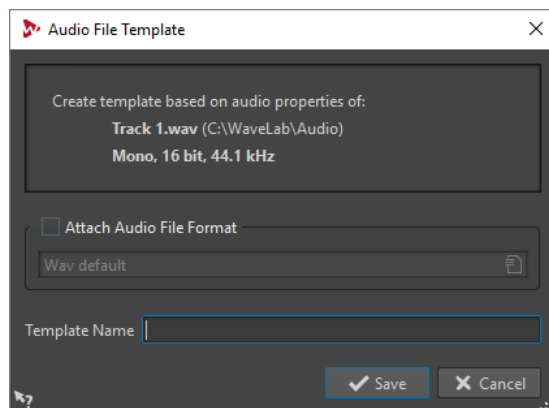 Audio File Template
Create template based on audio properties of:
Track 1.wav (C:\WaveLab\Audio)
Mono, 16 bit, 44.1 kHz
Attach Audio File Format
Wav default
Template Name
Save Cancel
?